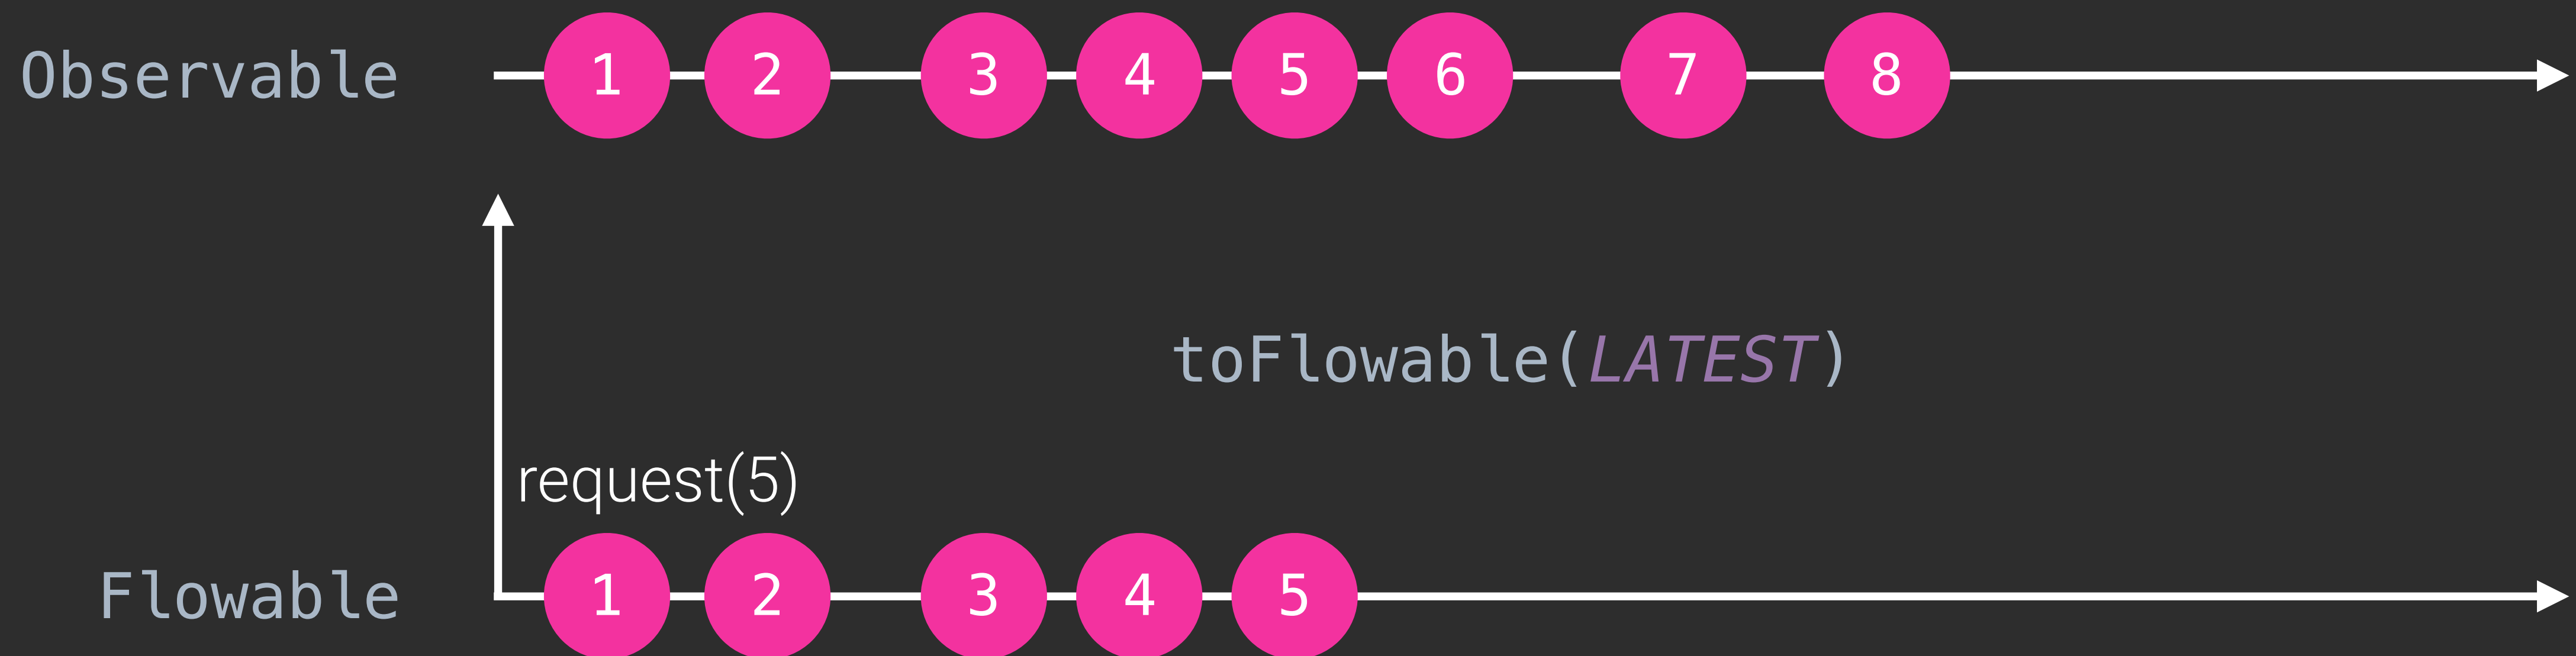 Observable 1 2 3 4 5 6 7 8
toFlowable(LATEST)
request(5)
Flowable 1 2 3 4 5